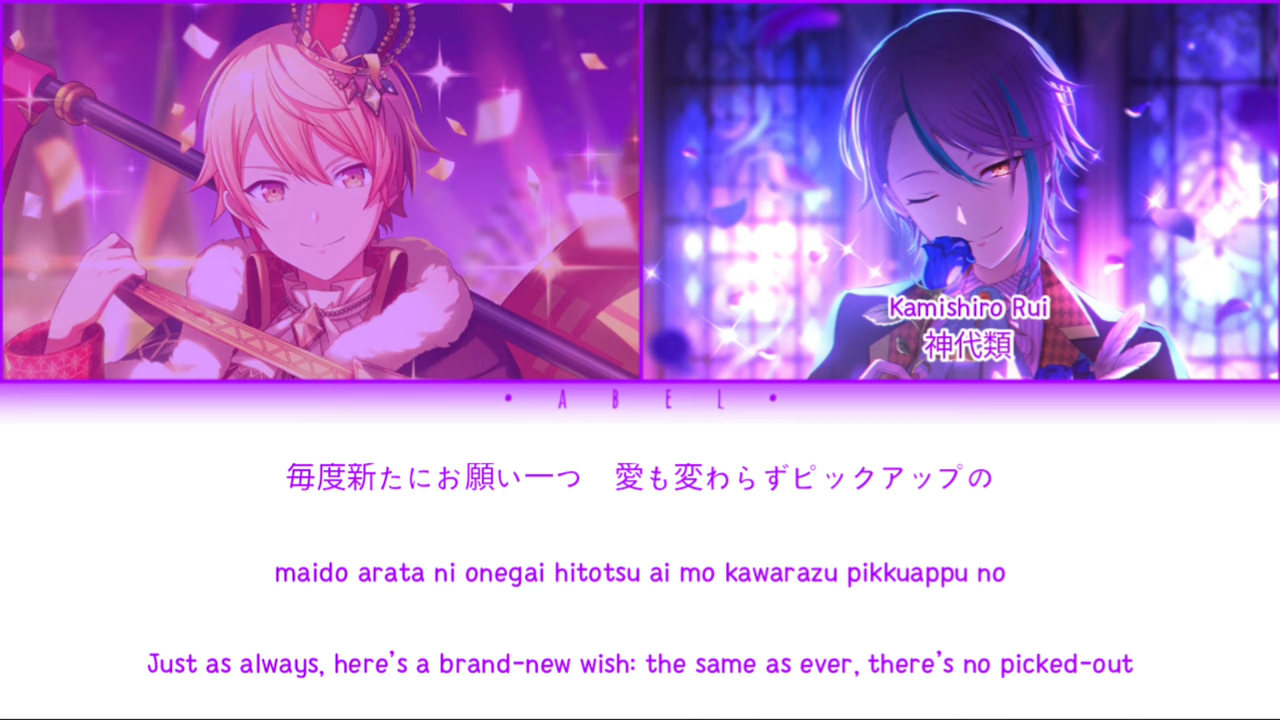 Kamishiro Rui
神代類
• A B E L •
毎度新たにお願い一つ 愛も変わらずピックアップの
maido arata ni onegai hitotsu ai mo kawarazu pikkuappu no
Just as always, here's a brand-new wish: the same as ever, there's no picked-out